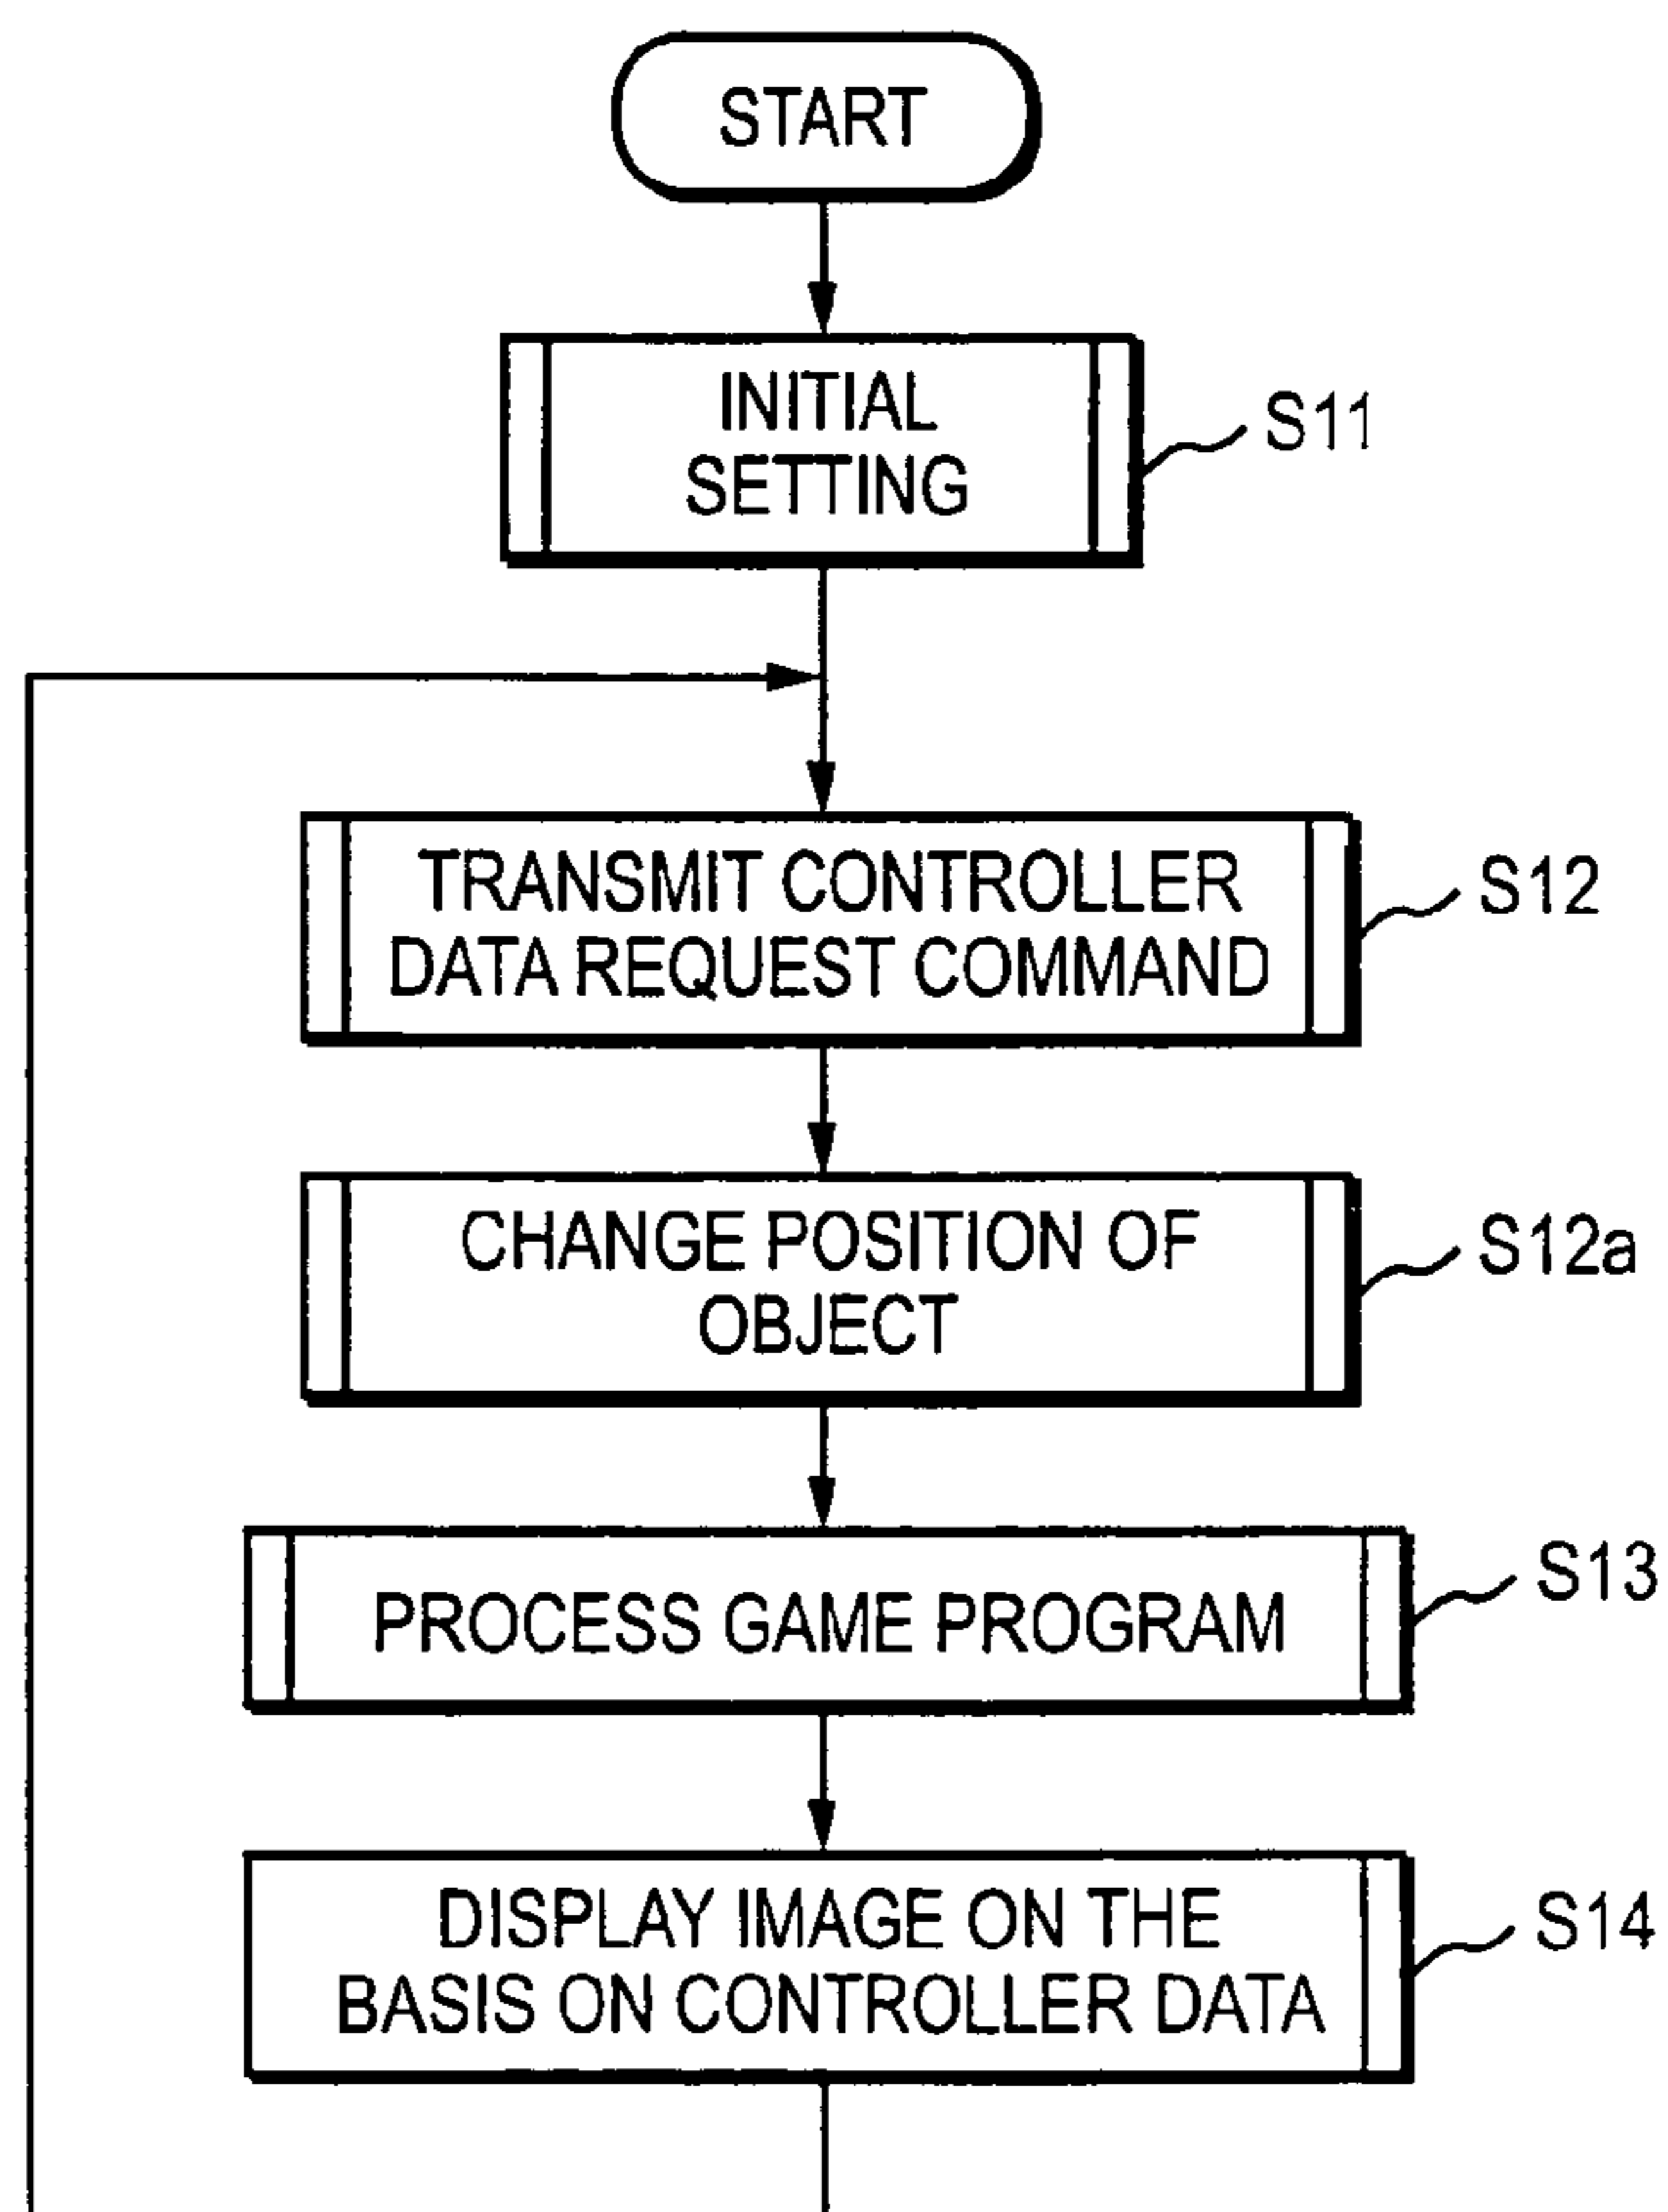 START
INITIAL
SETTING
S11
TRANSMIT CONTROLLER
DATA REQUEST COMMAND
S12
CHANGE POSITION OF
OBJECT
S12a
PROCESS GAME PROGRAM
S13
DISPLAY IMAGE ON THE
BASIS ON CONTROLLER DATA
S14